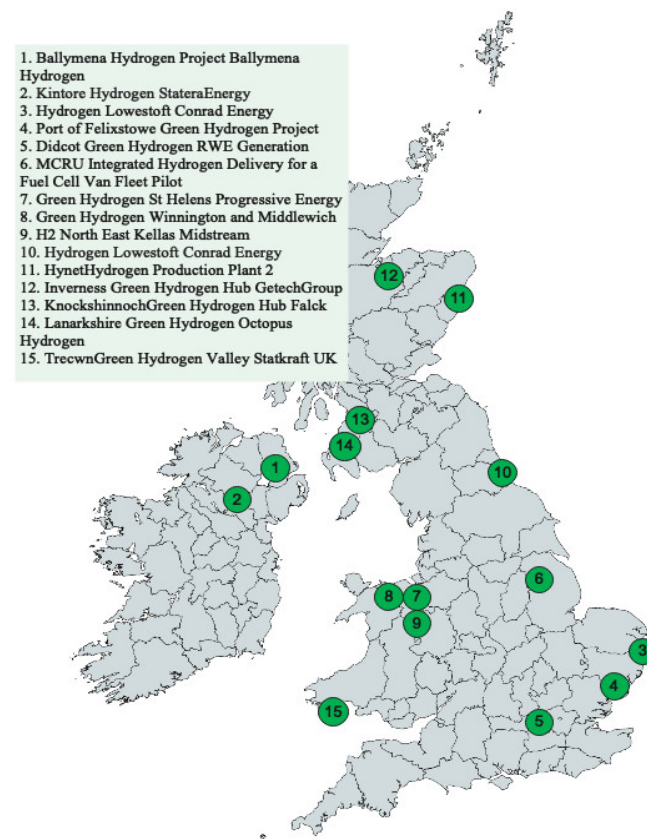 1. Ballymena Hydrogen Project Ballymena
Hydrogen
2. Kintore Hydrogen StateraEnergy
3. Hydrogen Lowestoft Conrad Energy
4. Port of Felixstowe Green Hydrogen Project
5. Didcot Green Hydrogen RWE Generation
6. MCRU Integrated Hydrogen Delivery for a
Fuel Cell Van Fleet Pilot
7. Green Hydrogen St Helens Progressive Energy
8. Green Hydrogen Winnington and Middlewich
9. H2 North East Kellas Midstream
10. Hydrogen Lowestoft Conrad Energy
11. HynetHydrogen Production Plant 2
12. Inverness Green Hydrogen Hub GetechGroup
13. KnockshinnochGreen Hydrogen Hub Falck
14. Lanarkshire Green Hydrogen Octopus
Hydrogen
15. TrecwnGreen Hydrogen Valley Statkraft UK
12
11
13
14
1
10
2
6
8
7
9
3
4
15
5